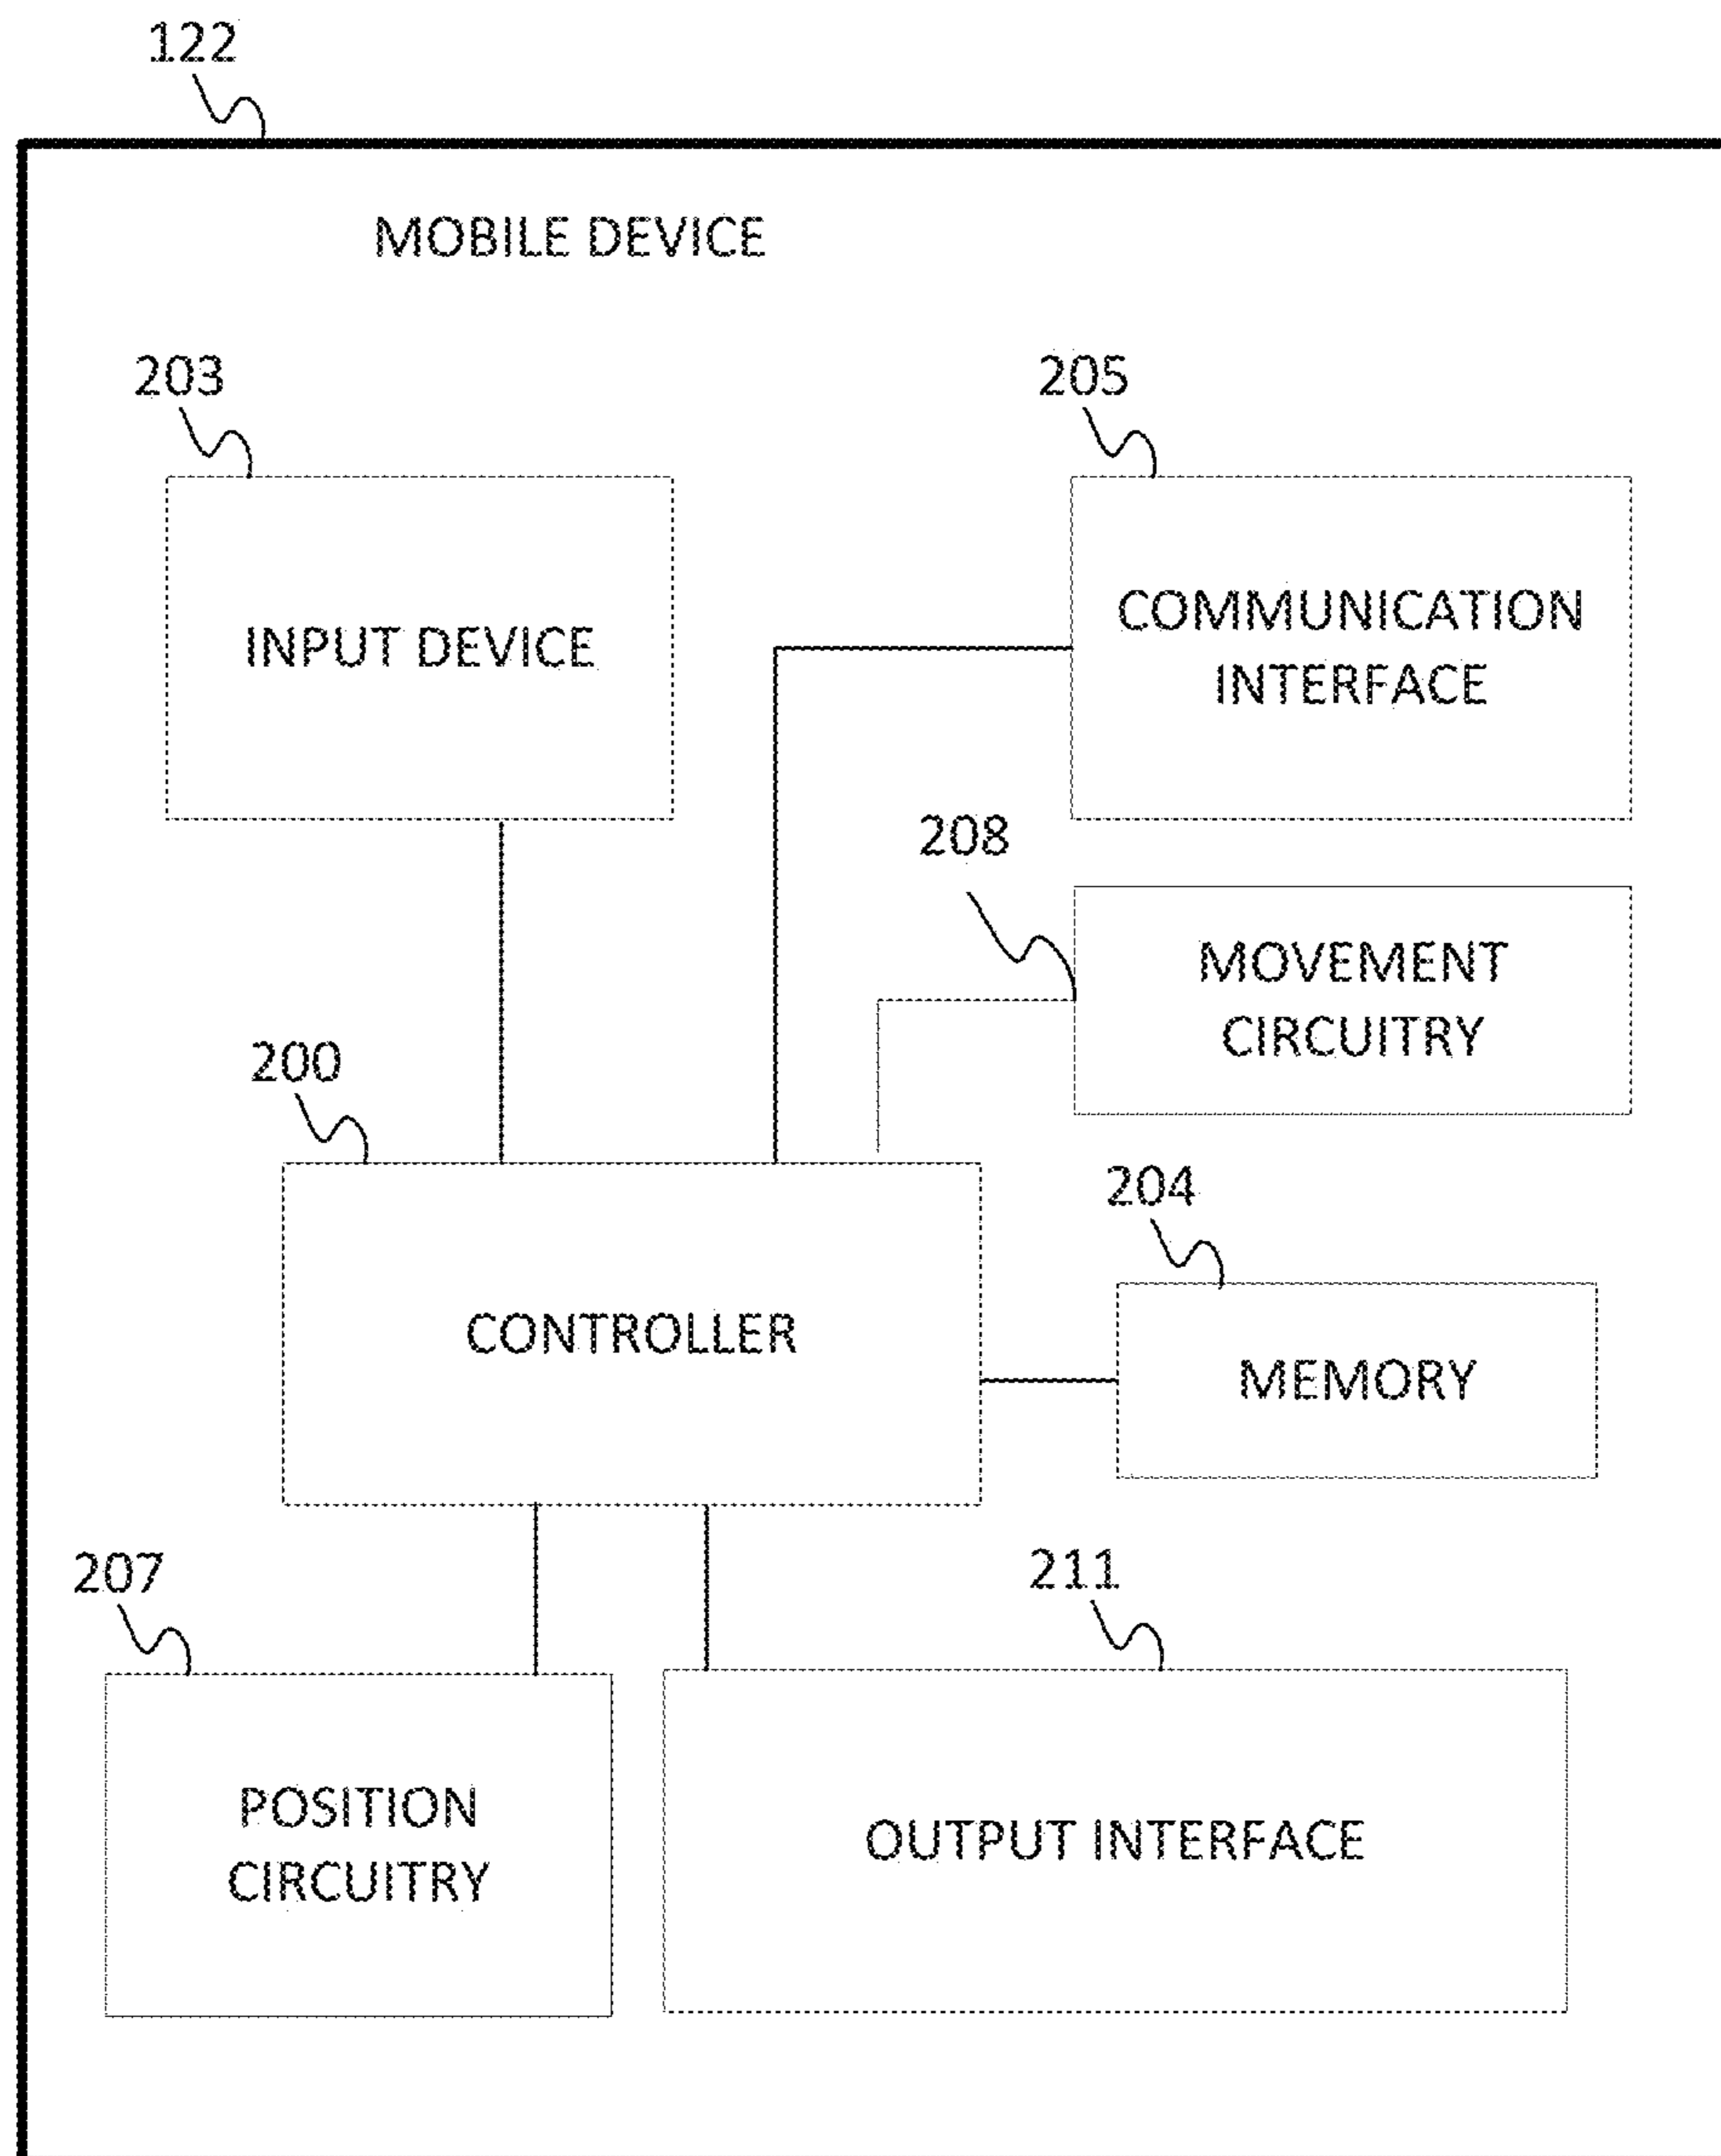 122
MOBILE DEVICE
203
205
INPUT DEVICE
COMMUNICATION
INTERFACE
208
MOVEMENT
CIRCUITRY
200
204
CONTROLLER
MEMORY
207
211
POSITION
CIRCUITRY
OUTPUT INTERFACE